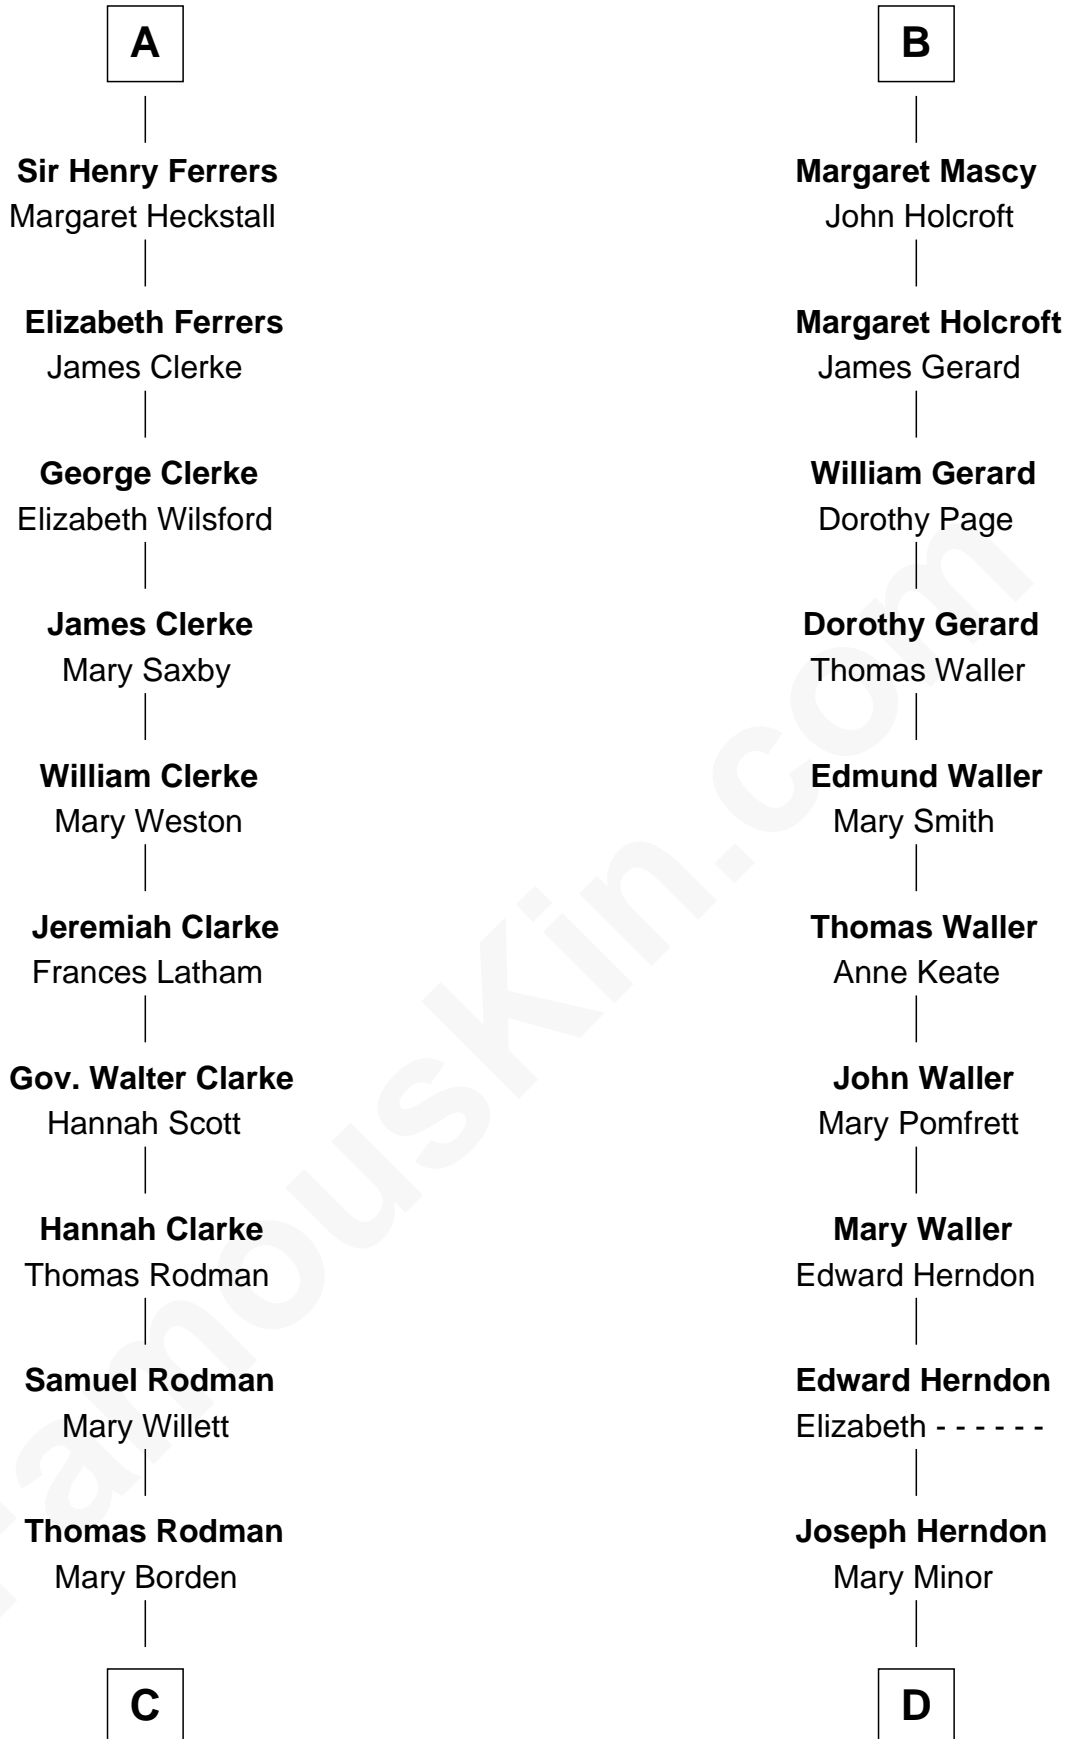 A
Sir Henry Ferrers
Margaret Heckstall
Elizabeth Ferrers
James Clerke
George Clerke
Elizabeth Wilsford
James Clerke
Mary Saxby
William Clerke
Mary Weston
Jeremiah Clarke
Frances Latham
Gov. Walter Clarke
Hannah Scott
Hannah Clarke
Thomas Rodman
Samuel Rodman
Mary Willett
Thomas Rodman
Mary Borden
C
B
Margaret Mascy
John Holcroft
Margaret Holcroft
James Gerard
William Gerard
Dorothy Page
Dorothy Gerard
Thomas Waller
Edmund Waller
Mary Smith
Thomas Waller
Anne Keate
John Waller
Mary Pomfrett
Mary Waller
Edward Herndon
Edward Herndon
Elizabeth - - - - - -
Joseph Herndon
Mary Minor
D
FamousKin.com